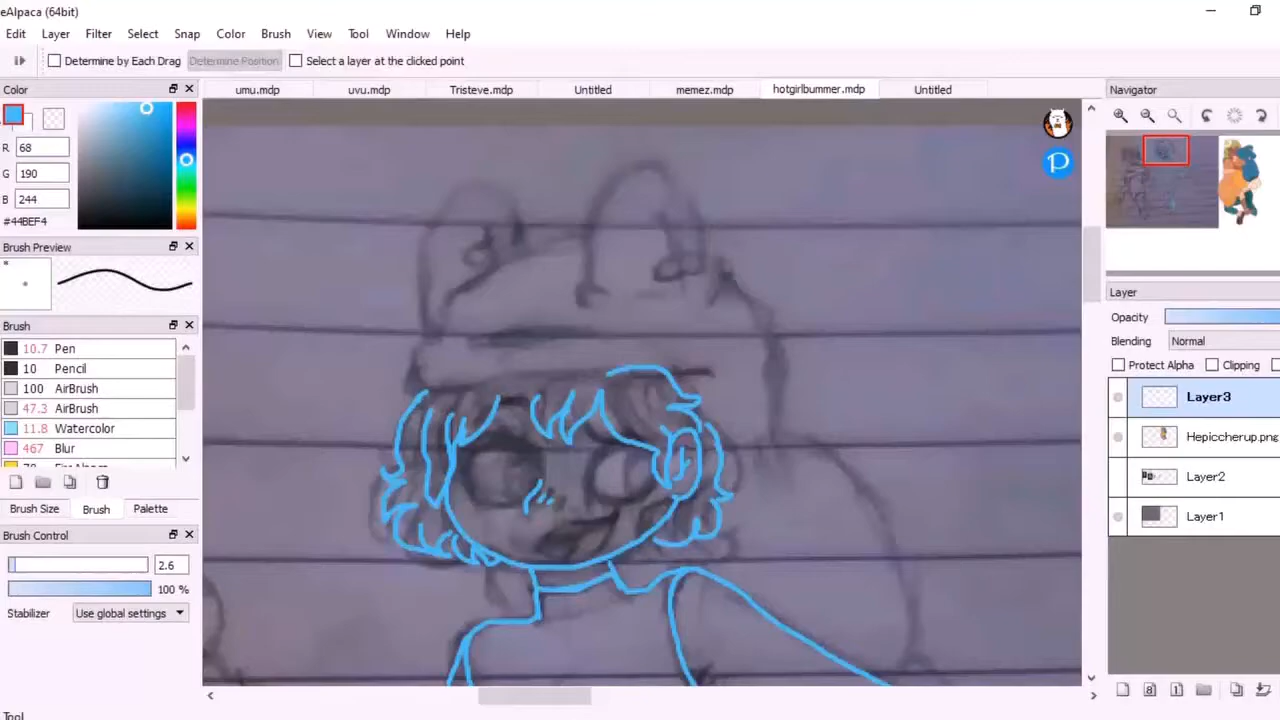 eAlpaca (64bit)
Edit Layer Filter Select Snap Color Brush View Tool Window Help
Determine by Each Drag Determine Position Select a layer at the clicked point
Color
umu.mdp uvu.mdp Tristeve.mdp Untitled memez.mdp hotgirlbummer.mdp Untitled
Navigator
R 68
G 190
B 244
#44BEF4
Brush Preview
Brush
10.7 Pen
10 Pencil
100 AirBrush
47.3 AirBrush
11.8 Watercolor
467 Blur
Brush Size Brush Palette
Brush Control
2.6
100 %
Stabilizer Use global settings
Layer
Opacity
Blending Normal
Protect Alpha Clipping
Layer3
Hepiccherup.png
Layer2
Layer1
8 1
Tool